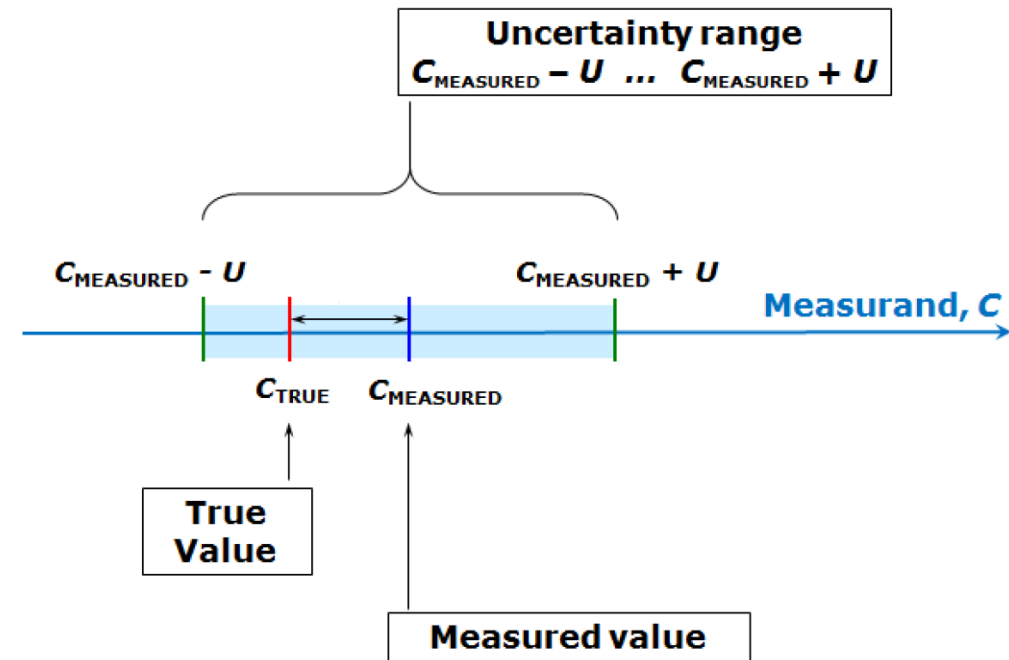 Uncertainty range
CMEASURED – U ... CMEASURED + U
CMEASURED - U
CMEASURED + U
Measurand, C
CTRUE
CMEASURED
True
Value
Measured value